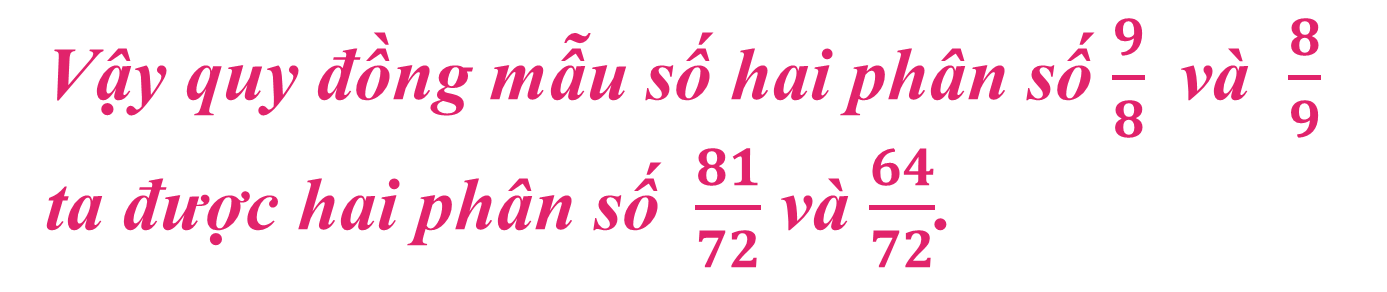 Vậy quy đồng mẫu số hai phân số 9/8 và 8/9
ta được hai phân số 81/72 và 64/72.